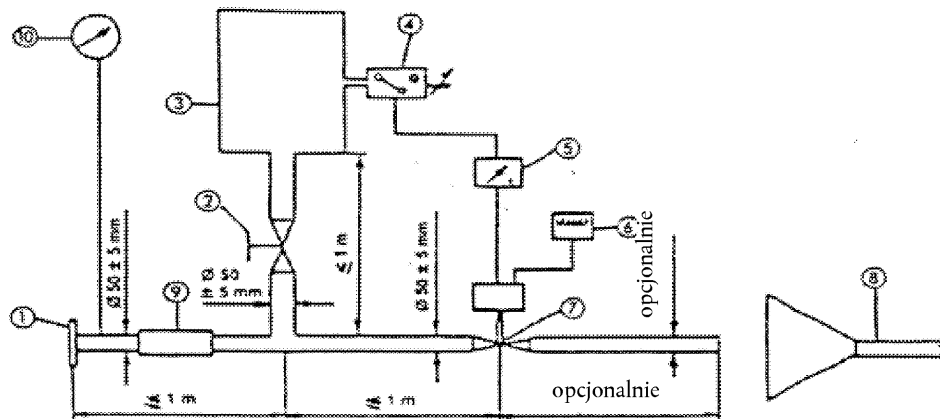 10
4
3
5
2
6
opcjonalnie
Ø 50 ± 5 mm
≤ 1 m
Ø 50
± 5 mm
Ø 50 ± 5 mm
9
1
7
8
≤ 1 m
≤ 1 m
opcjonalnie